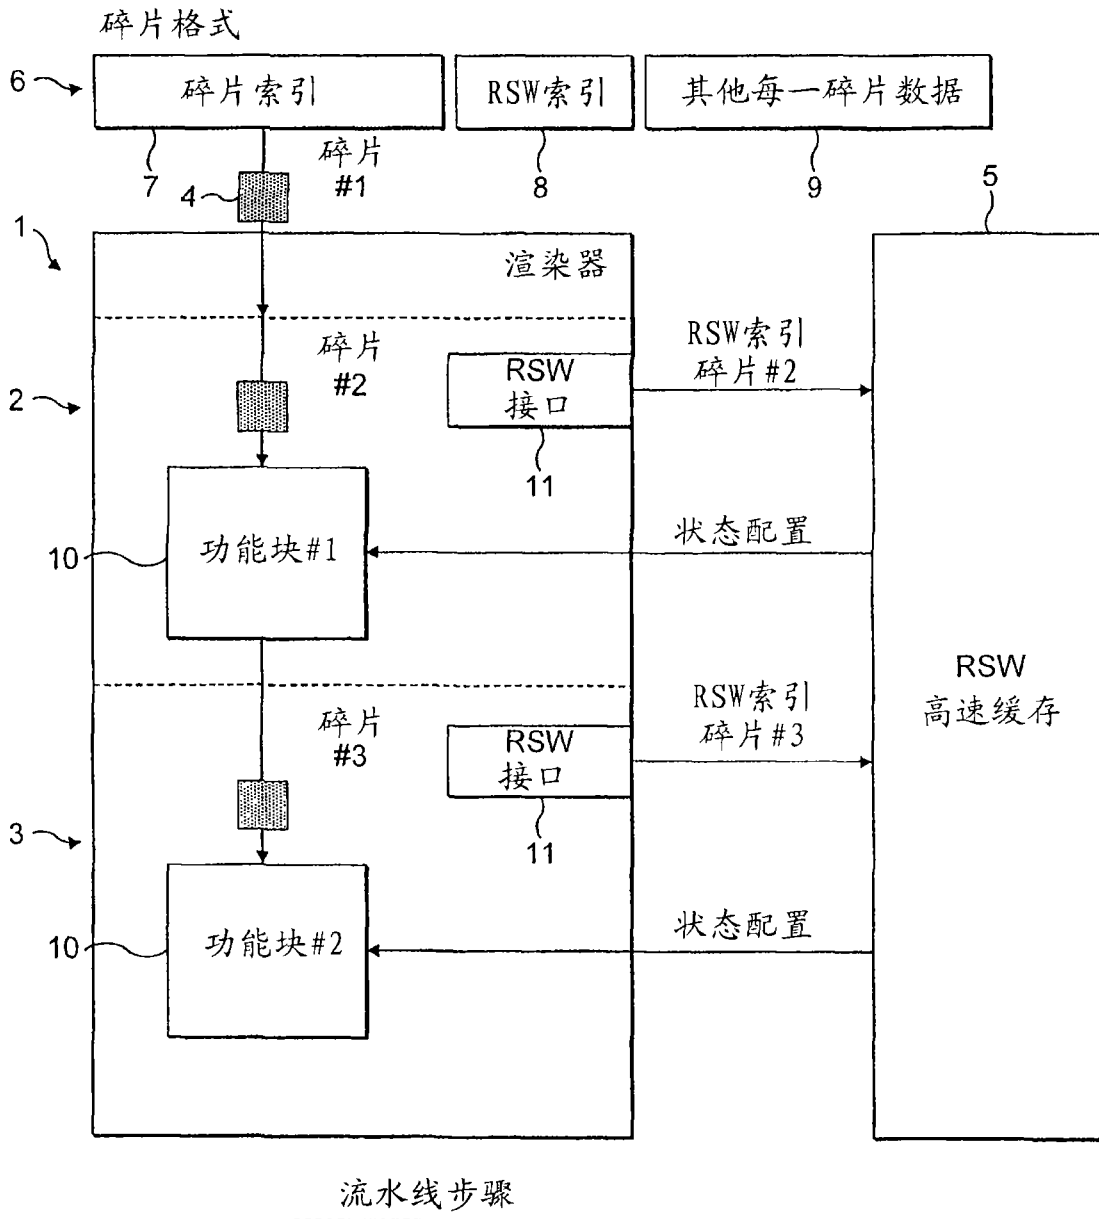 碎片格式
6
碎片索引
RSW索引
其他每一碎片数据
7
8
9
5
碎片
#1
4
1
渲染器
碎片
#2
RSW
接口
RSW索引
碎片#2
2
11
状态配置
10
功能块#1
RSW
高速缓存
碎片
#3
RSW
接口
RSW索引
碎片#3
3
11
状态配置
10
功能块#2
流水线步骤